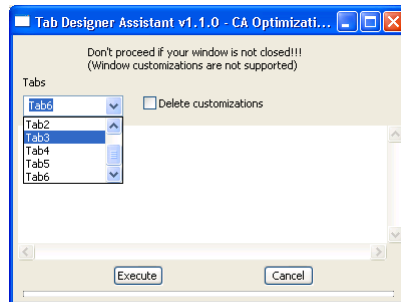 Tab Designer Assistant v1.1.0 - CA Optimizati...
Don't proceed if your window is not closed!!!
(Window customizations are not supported)
Tabs
Tab6
Delete customizations
Tab2
Tab3
Tab4
Tab5
Tab6
Execute
Cancel